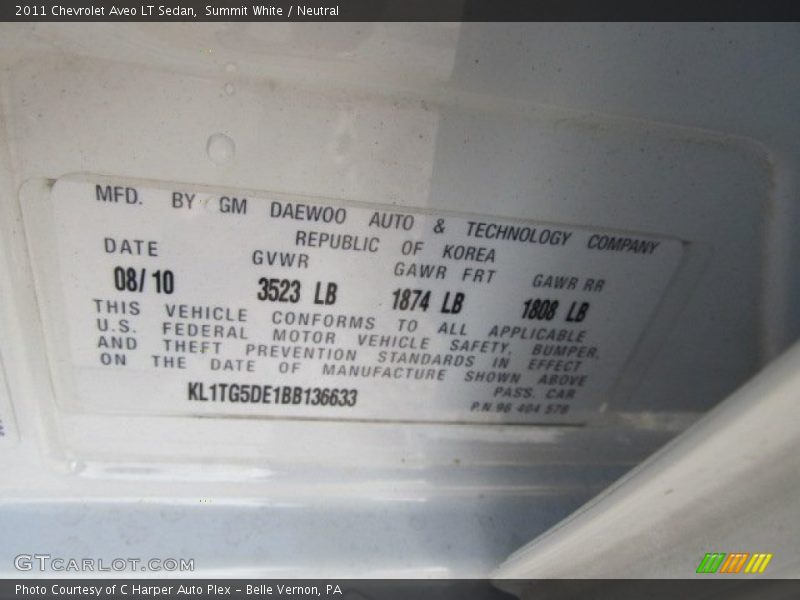 2011 Chevrolet Aveo LT Sedan, Summit White / Neutral
MFD. BY GM DAEWOO AUTO & TECHNOLOGY COMPANY
REPUBLIC OF KOREA
DATE GVWR GAWR FRT GAWR RR
08/10 3523 LB 1874 LB 1808 LB
THIS VEHICLE CONFORMS TO ALL APPLICABLE
U.S. FEDERAL MOTOR VEHICLE SAFETY, BUMPER,
AND THEFT PREVENTION STANDARDS IN EFFECT
ON THE DATE OF MANUFACTURE SHOWN ABOVE
KL1TG5DE1BB136633 PASS. CAR
P.N.96 404 578
GTCARLOT.COM
Photo Courtesy of C Harper Auto Plex - Belle Vernon, PA